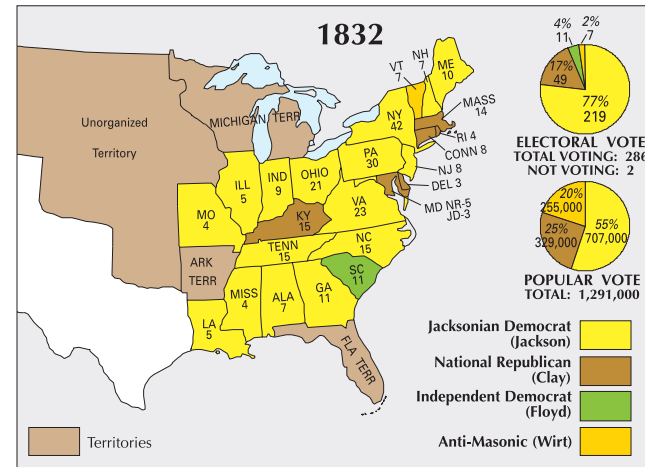 1832
4%
11
2%
7
17%
49
77%
219
ELECTORAL VOTE
TOTAL VOTING: 286
NOT VOTING: 2
20%
255,000
25%
329,000
55%
707,000
POPULAR VOTE
TOTAL: 1,291,000
Unorganized
Territory
MICHIGAN TERR
VT
7
NH
7
ME
10
MASS
14
NY
42
RI 4
CONN 8
PA
30
NJ 8
DEL 3
MD NR-5
JD-3
ILL
5
IND
9
OHIO
21
VA
23
MO
4
KY
15
TENN
15
NC
15
ARK
TERR
SC
11
MISS
4
ALA
7
GA
11
LA
5
FLA TERR
Jacksonian Democrat
(Jackson)
National Republican
(Clay)
Independent Democrat
(Floyd)
Anti-Masonic (Wirt)
Territories